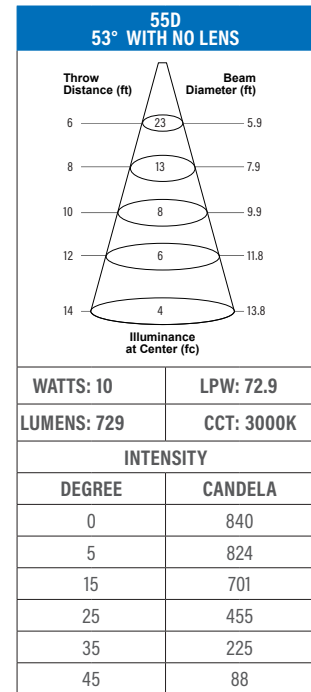 55D
53° WITH NO LENS
Throw Distance (ft)
Beam Diameter (ft)
6 23 5.9
8 13 7.9
10 8 9.9
12 6 11.8
14 4 13.8
Illuminance
at Center (fc)
WATTS: 10 LPW: 72.9
LUMENS: 729 CCT: 3000K
INTENSITY
DEGREE CANDELA
0 840
5 824
15 701
25 455
35 225
45 88